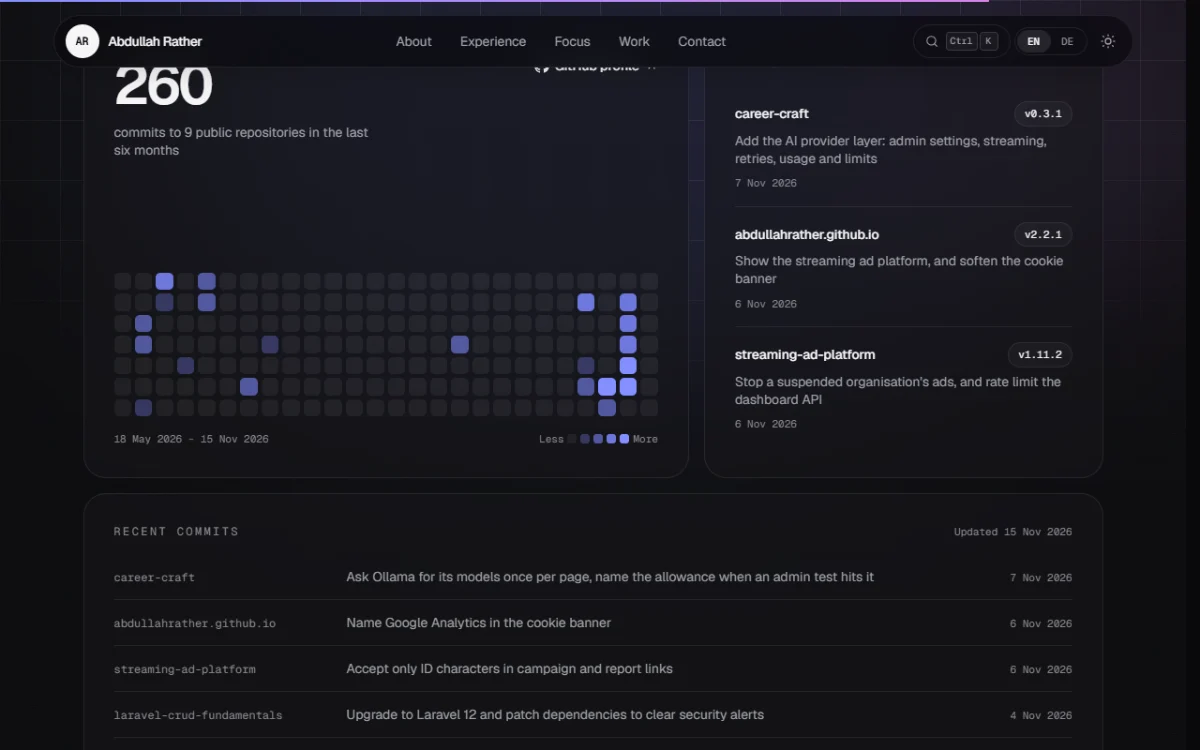 AR Abdullah Rather
About Experience Focus Work Contact
Ctrl K
EN DE
260
GitHub profile
commits to 9 public repositories in the last
six months
18 May 2026 - 15 Nov 2026
Less More
career-craft v0.3.1
Add the AI provider layer: admin settings, streaming,
retries, usage and limits
7 Nov 2026
abdullahrather.github.io v2.2.1
Show the streaming ad platform, and soften the cookie
banner
6 Nov 2026
streaming-ad-platform v1.11.2
Stop a suspended organisation's ads, and rate limit the
dashboard API
6 Nov 2026
RECENT COMMITS Updated 15 Nov 2026
career-craft Ask Ollama for its models once per page, name the allowance when an admin test hits it 7 Nov 2026
abdullahrather.github.io Name Google Analytics in the cookie banner 6 Nov 2026
streaming-ad-platform Accept only ID characters in campaign and report links 6 Nov 2026
laravel-crud-fundamentals Upgrade to Laravel 12 and patch dependencies to clear security alerts 4 Nov 2026